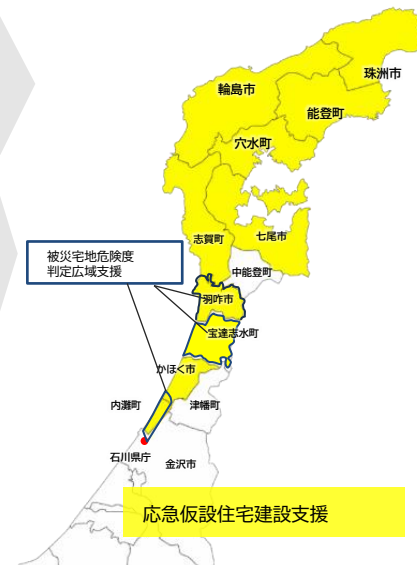 珠洲市
輪島市
能登町
穴水町
志賀町
七尾市
被災宅地危険度
判定広域支援
中能登町
羽咋市
宝達志水町
かほく市
内灘町
津幡町
石川県庁
金沢市
応急仮設住宅建設支援